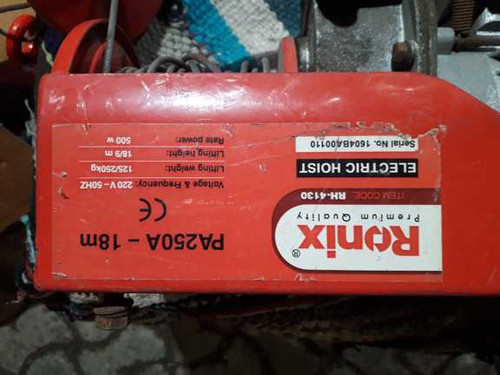 Ronix®
Premium Quality
ITEM CODE: RH-4130
ELECTRIC HOIST
Serial No. 1604BA00110
PA250A – 18m
CE
Voltage & Frequency: 220V – 50HZ
Lifting weight: 125/250kg
Lifting height: 18/9 m
Rate power: 500 w